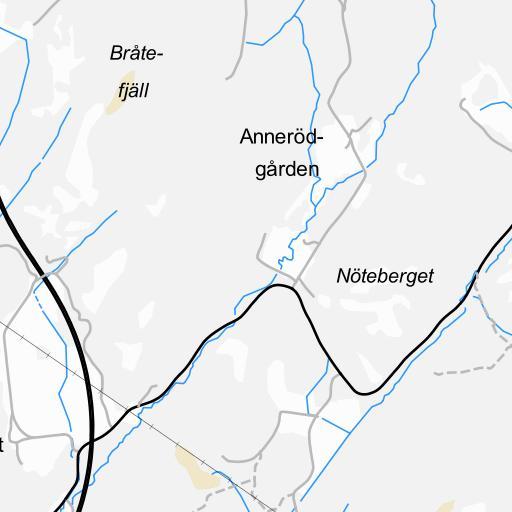 Bråte-
fjäll
Anneröd-
gården
Nöteberget
t